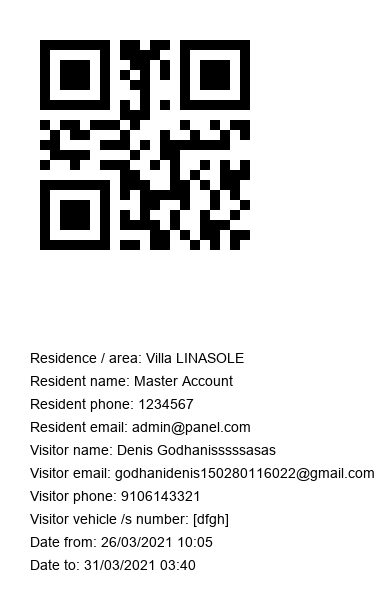 Residence / area: Villa LINASOLE
Resident name: Master Account
Resident phone: 1234567
Resident email: admin@panel.com
Visitor name: Denis Godhanisssssasas
Visitor email: godhanidenis150280116022@gmail.com
Visitor phone: 9106143321
Visitor vehicle /s number: [dfgh]
Date from: 26/03/2021 10:05
Date to: 31/03/2021 03:40